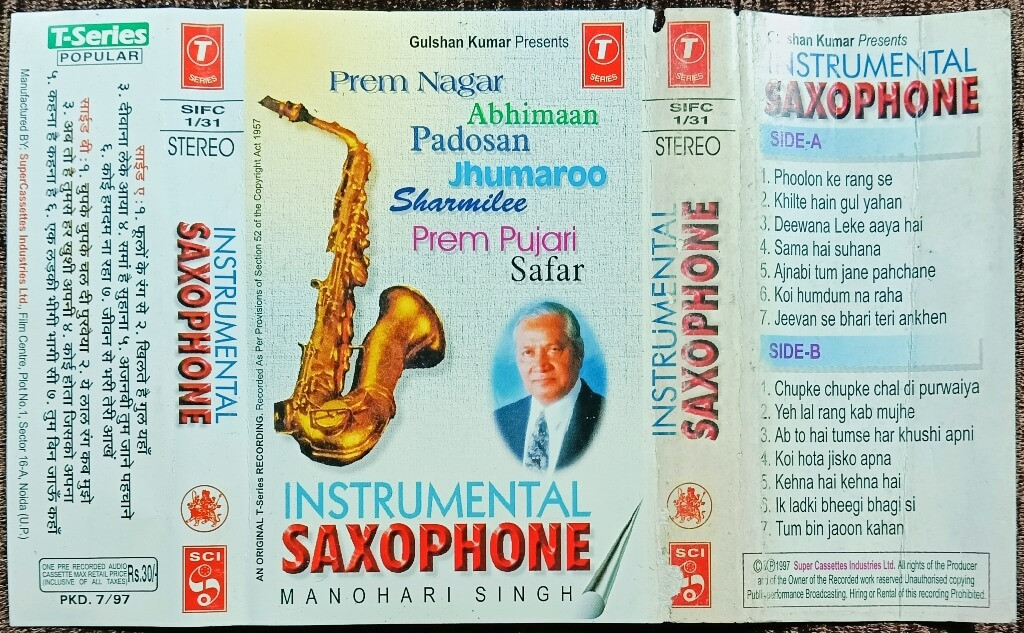 T-Series
POPULAR
साईड ए : १. फूलों के रंग से २. खिलते है गुल यहाँ
३. दीवाना लेके आया ४. समां है सुहाना ५. अजनबी तुम जाने पहचाने
६. कोई हमदम ना रहा ७. जीवन से भरी तेरी आंखें
साईड बी : १. चुपके चुपके चल दी पुरवैया २. ये लाल रंग कब मुझे
३. अब तो है तुमसे हर खुशी अपनी ४. कोई होता जिसको अपना
५. कहना है कहना है ६. एक लड़की भीगी भागी सी ७. तुम बिन जाऊँ कहाँ
Manufactured BY: SuperCassettes Industries Ltd., Film Centre, Plot No.1, Sector 16-A, Noida (U.P.)
ONE PRE RECORDED AUDIO
CASSETTE MAX RETAIL PRICE
(INCLUSIVE OF ALL TAXES)
Rs.30/-
PKD. 7/97
T
SERIES
SIFC
1/31
STEREO
INSTRUMENTAL
SAXOPHONE
SCI
AN ORIGINAL T-Series RECORDING. Recorded As Per Provisions of Section 52 of the Copyright Act 1957
Gulshan Kumar Presents
T
SERIES
Prem Nagar
Abhimaan
Padosan
Jhumaroo
Sharmilee
Prem Pujari
Safar
INSTRUMENTAL
SAXOPHONE
MANOHARI SINGH
T
SERIES
SIFC
1/31
STEREO
INSTRUMENTAL
SAXOPHONE
SCI
Gulshan Kumar Presents
INSTRUMENTAL
SAXOPHONE
SIDE-A
1. Phoolon ke rang se
2. Khilte hain gul yahan
3. Deewana Leke aaya hai
4. Sama hai suhana
5. Ajnabi tum jane pahchane
6. Koi humdum na raha
7. Jeevan se bhari teri ankhen
SIDE-B
1. Chupke chupke chal di purwaiya
2. Yeh lal rang kab mujhe
3. Ab to hai tumse har khushi apni
4. Koi hota jisko apna
5. Kehna hai kehna hai
6. Ik ladki bheegi bhagi si
7. Tum bin jaoon kahan
©℗1997 Super Cassettes Industries Ltd. All rights of the Producer
and of the Owner of the Recorded work reserved Unauthorised copying
Public performance Broadcasting. Hiring or Rental of this recording Prohibited.